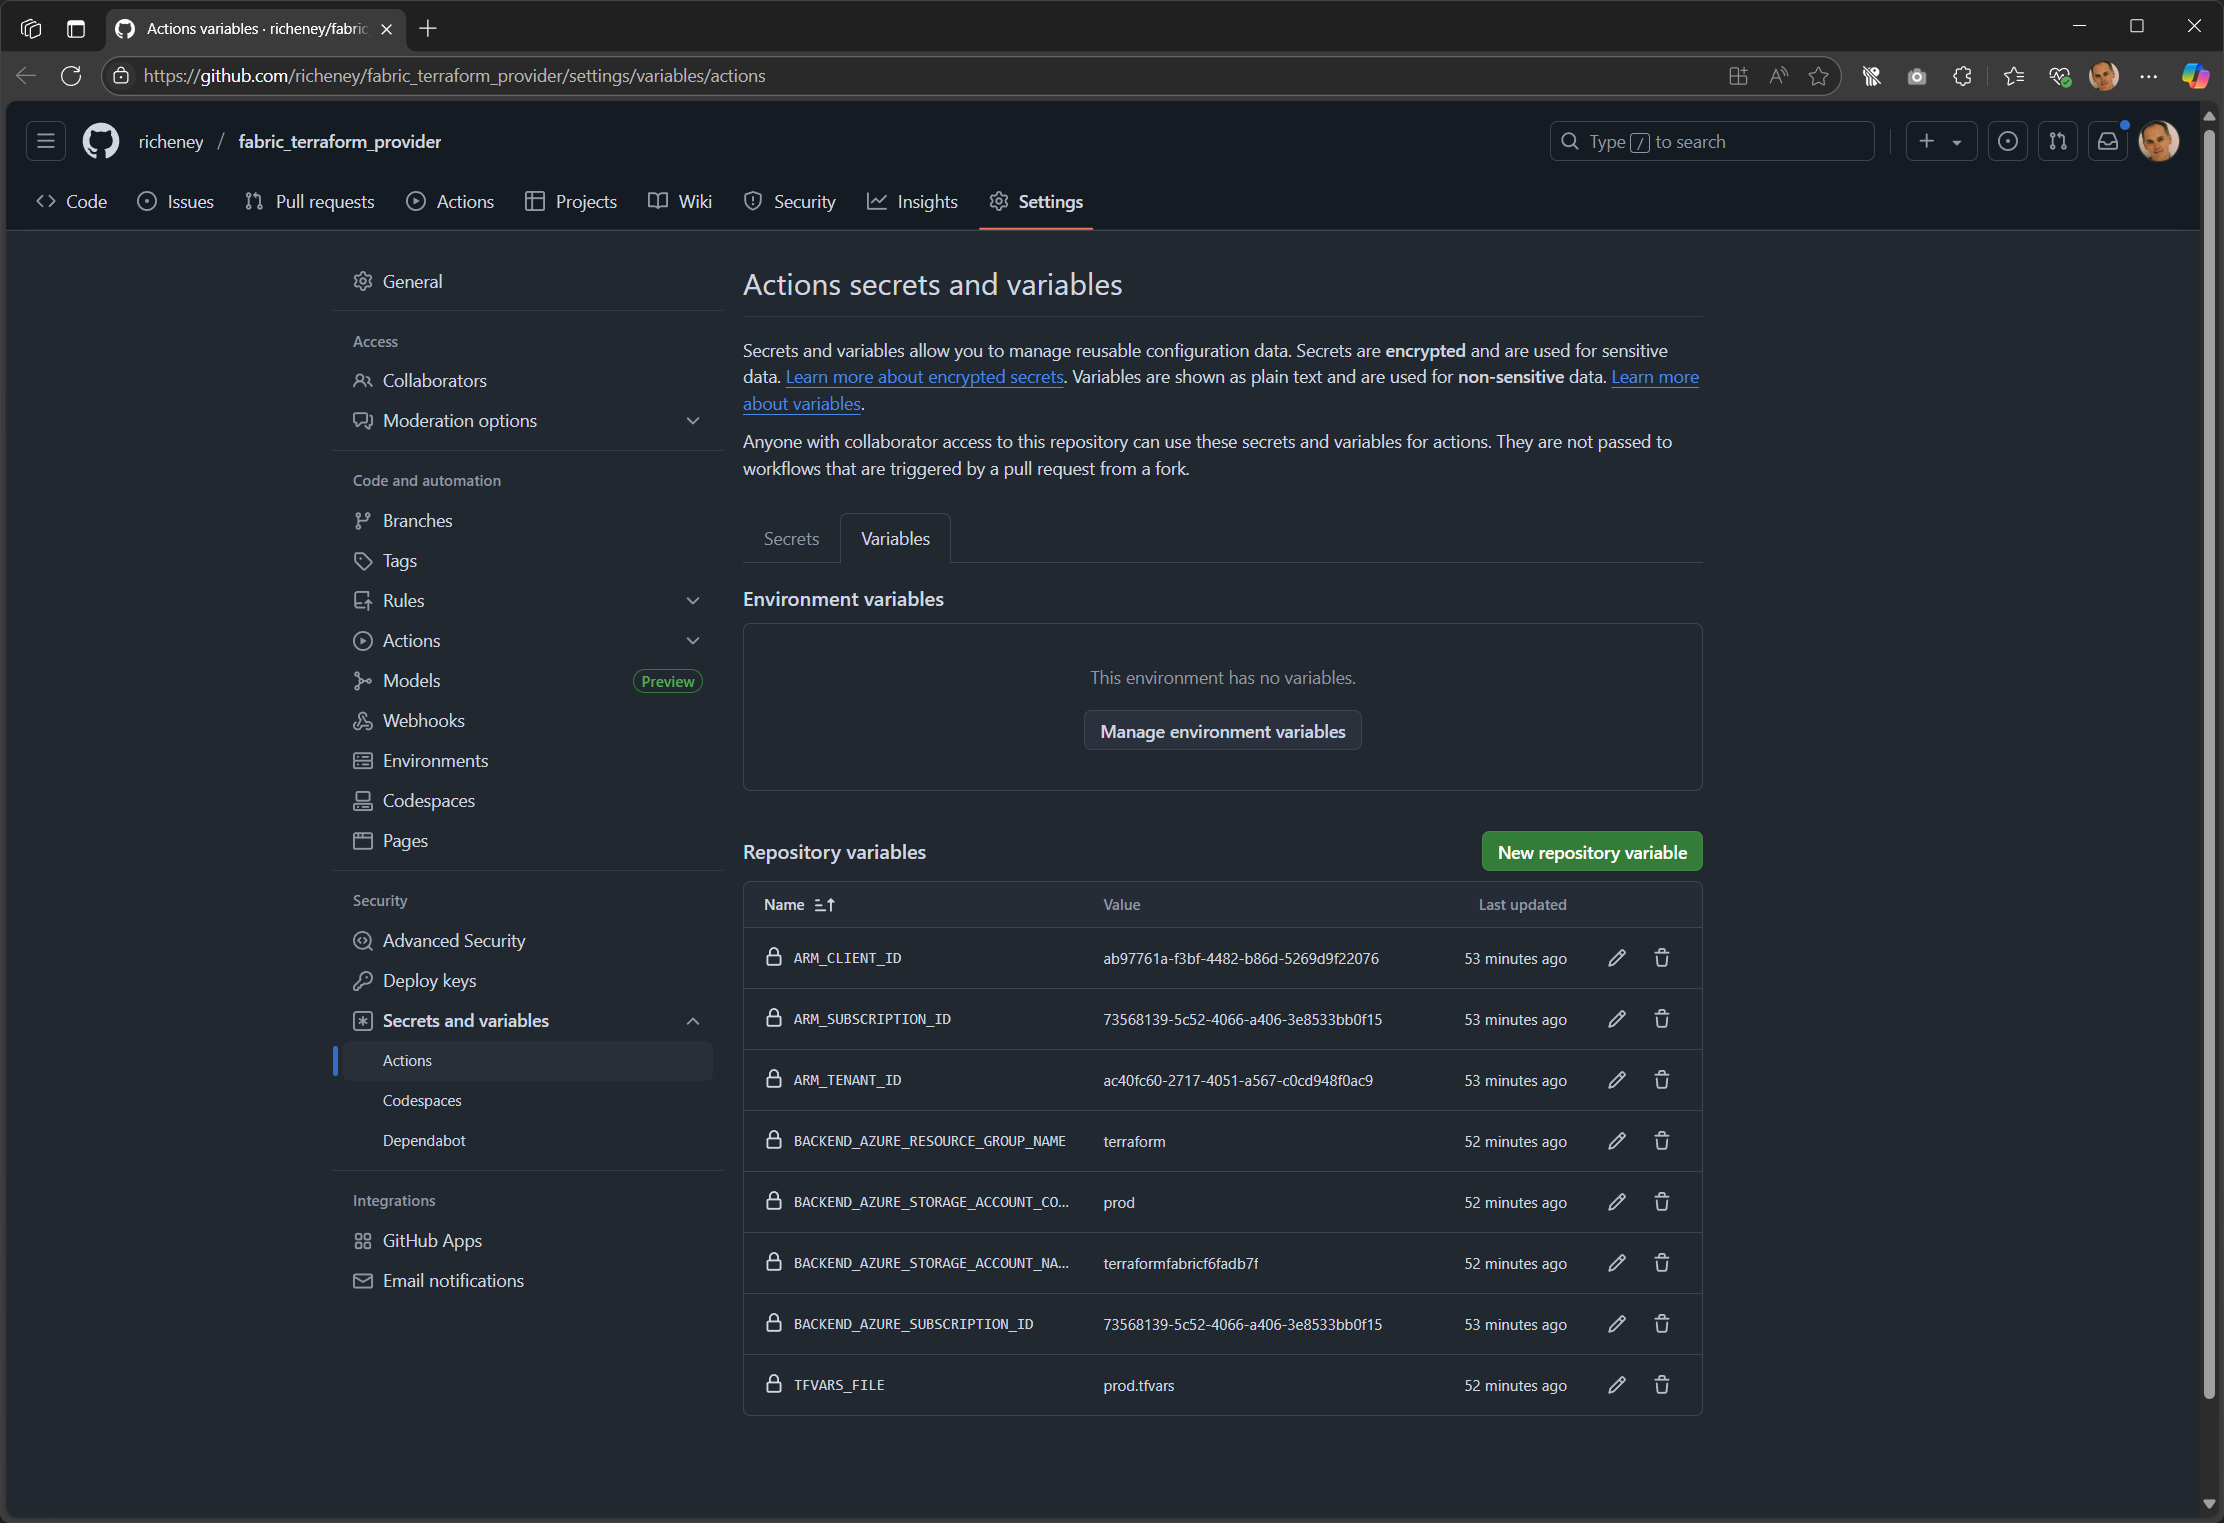 Actions variables · richeney/fabric
https://github.com/richeney/fabric_terraform_provider/settings/variables/actions
richeney / fabric_terraform_provider
Type / to search
Code
Issues
Pull requests
Actions
Projects
Wiki
Security
Insights
Settings
General
Access
Collaborators
Moderation options
Code and automation
Branches
Tags
Rules
Actions
Models Preview
Webhooks
Environments
Codespaces
Pages
Security
Advanced Security
Deploy keys
Secrets and variables
Actions
Codespaces
Dependabot
Integrations
GitHub Apps
Email notifications
Actions secrets and variables
Secrets and variables allow you to manage reusable configuration data. Secrets are encrypted and are used for sensitive
data. Learn more about encrypted secrets. Variables are shown as plain text and are used for non-sensitive data. Learn more
about variables.
Anyone with collaborator access to this repository can use these secrets and variables for actions. They are not passed to
workflows that are triggered by a pull request from a fork.
Secrets Variables
Environment variables
This environment has no variables.
Manage environment variables
Repository variables New repository variable
Name Value Last updated
ARM_CLIENT_ID ab97761a-f3bf-4482-b86d-5269d9f22076 53 minutes ago
ARM_SUBSCRIPTION_ID 73568139-5c52-4066-a406-3e8533bb0f15 53 minutes ago
ARM_TENANT_ID ac40fc60-2717-4051-a567-c0cd948f0ac9 53 minutes ago
BACKEND_AZURE_RESOURCE_GROUP_NAME terraform 52 minutes ago
BACKEND_AZURE_STORAGE_ACCOUNT_CO... prod 52 minutes ago
BACKEND_AZURE_STORAGE_ACCOUNT_NA... terraformfabricf6fadb7f 52 minutes ago
BACKEND_AZURE_SUBSCRIPTION_ID 73568139-5c52-4066-a406-3e8533bb0f15 53 minutes ago
TFVARS_FILE prod.tfvars 52 minutes ago